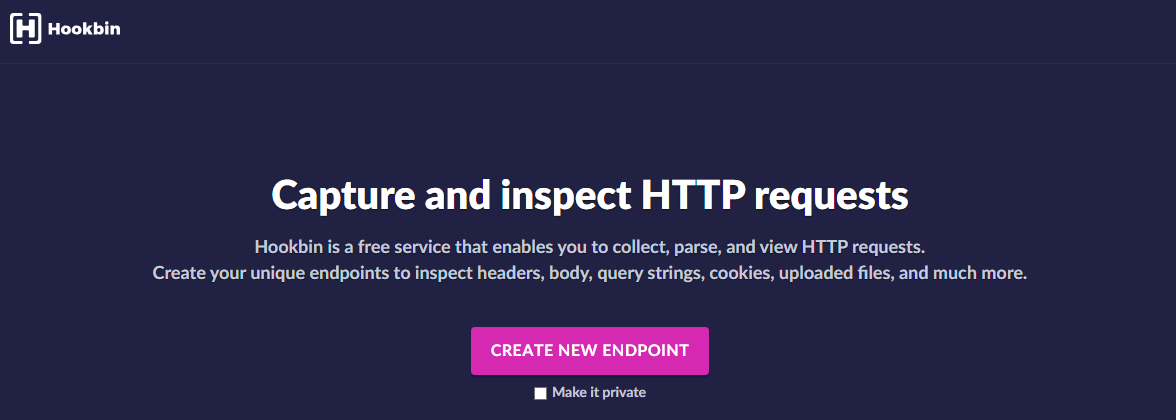 Hookbin
Capture and inspect HTTP requests
Hookbin is a free service that enables you to collect, parse, and view HTTP requests.
Create your unique endpoints to inspect headers, body, query strings, cookies, uploaded files, and much more.
CREATE NEW ENDPOINT
Make it private